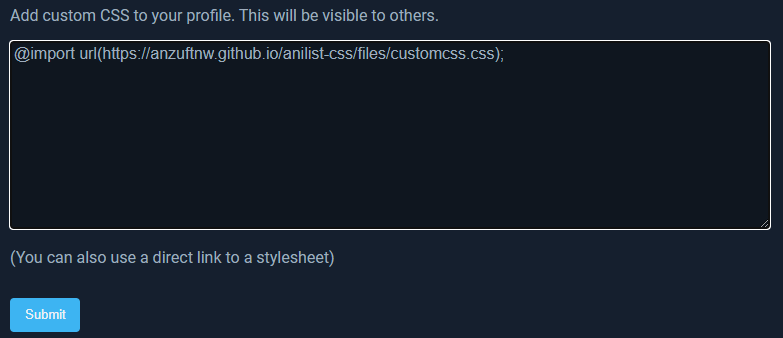 Add custom CSS to your profile. This will be visible to others.
@import url(https://anzuftnw.github.io/anilist-css/files/customcss.css);
(You can also use a direct link to a stylesheet)
Submit